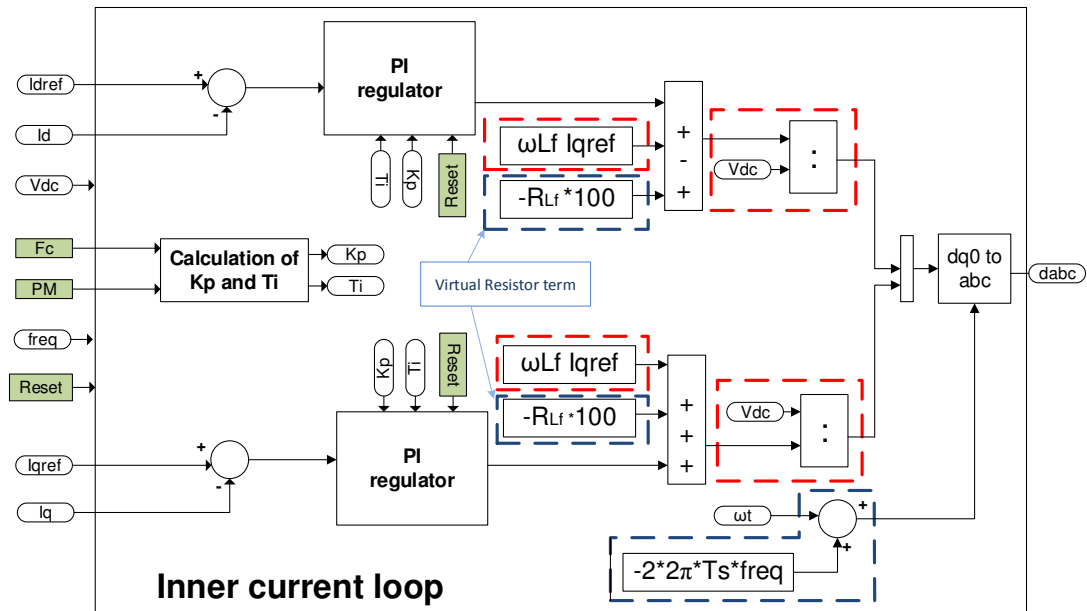 Idref
+
-
Id
Vdc
PI
regulator
Ti
Kp
Reset
ωLf Iqref
-RLf *100
+
-
+
Vdc
:
Fc
PM
Calculation of
Kp and Ti
Kp
Ti
Virtual Resistor term
dq0 to
abc
dabc
freq
Reset
Kp
Ti
Reset
ωLf Iqref
-RLf *100
+
+
+
Vdc
:
Iqref
+
-
Iq
PI
regulator
ωt
+
+
-2*2π*Ts*freq
Inner current loop